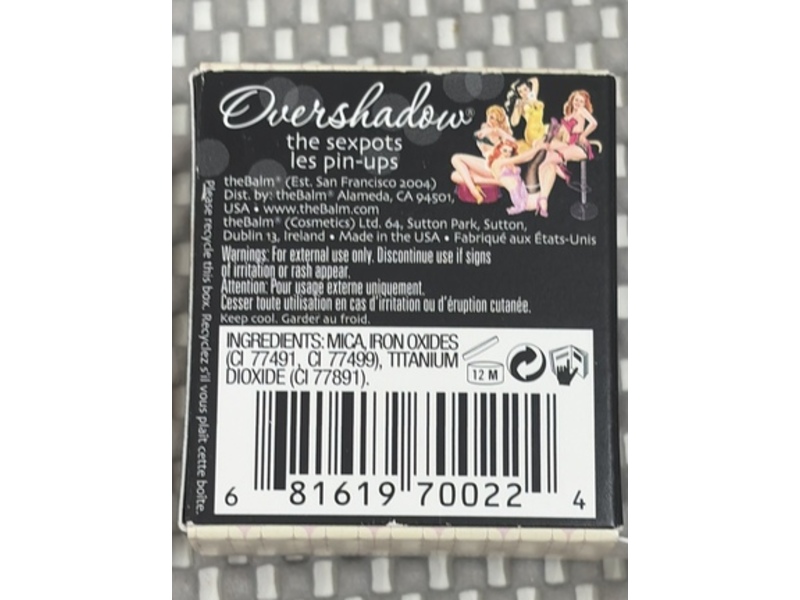 Overshadow®
the sexpots
les pin-ups
theBalm® (Est. San Francisco 2004)
Dist. by: theBalm® Alameda, CA 94501,
USA • www.theBalm.com
theBalm® (Cosmetics) Ltd. 64, Sutton Park, Sutton,
Dublin 13, Ireland • Made in the USA • Fabriqué aux États-Unis
Warnings: For external use only. Discontinue use if signs
of irritation or rash appear.
Attention: Pour usage externe uniquement.
Cesser toute utilisation en cas d'irritation ou d'éruption cutanée.
Keep cool. Garder au froid.
Please recycle this box. Recyclez s'il vous plaît cette boîte.
INGREDIENTS: MICA, IRON OXIDES
(CI 77491, CI 77499), TITANIUM
DIOXIDE (CI 77891).
12 M
6 81619 70022 4